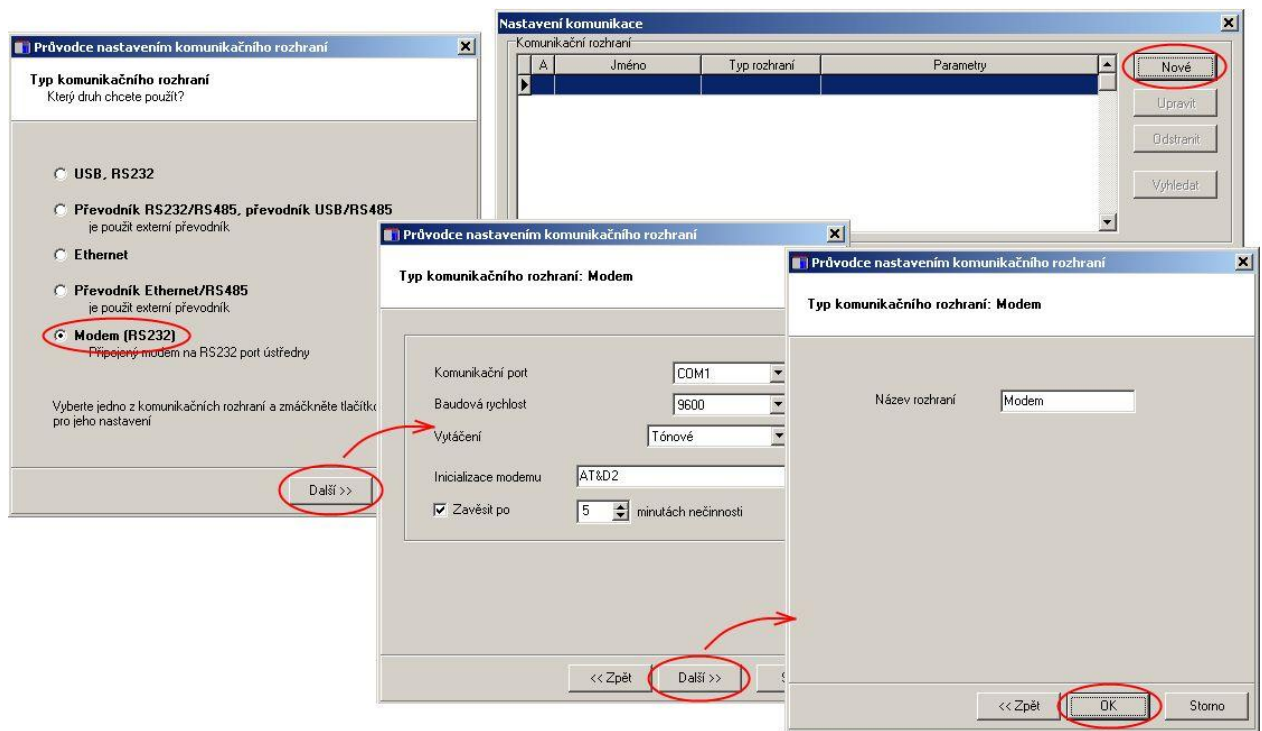 Nastavení komunikace
Komunikační rozhraní
A Jméno Typ rozhraní Parametry
Nové
Upravit
Odstranit
Vyhledat
Průvodce nastavením komunikačního rozhraní
Typ komunikačního rozhraní
Který druh chcete použít?
USB, RS232
Převodník RS232/RS485, převodník USB/RS485
je použit externí převodník
Ethernet
Převodník Ethernet/RS485
je použit externí převodník
Modem (RS232)
Připojený modem na RS232 port ústředny
Vyberte jedno z komunikačních rozhraní a zmáčkněte
pro jeho nastavení
Další >>
Průvodce nastavením komunikačního rozhraní
Typ komunikačního rozhraní: Modem
Komunikační port COM1
Baudová rychlost 9600
Vytáčení Tónové
Inicializace modemu AT&D2
Zavěsit po 5 minutách nečinnosti
<< Zpět Další >>
Průvodce nastavením komunikačního rozhraní
Typ komunikačního rozhraní: Modem
Název rozhraní Modem
<< Zpět OK Storno